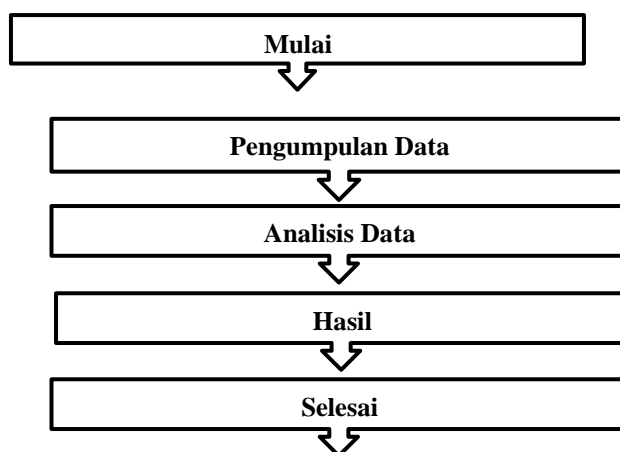 Mulai
Pengumpulan Data
Analisis Data
Hasil
Selesai